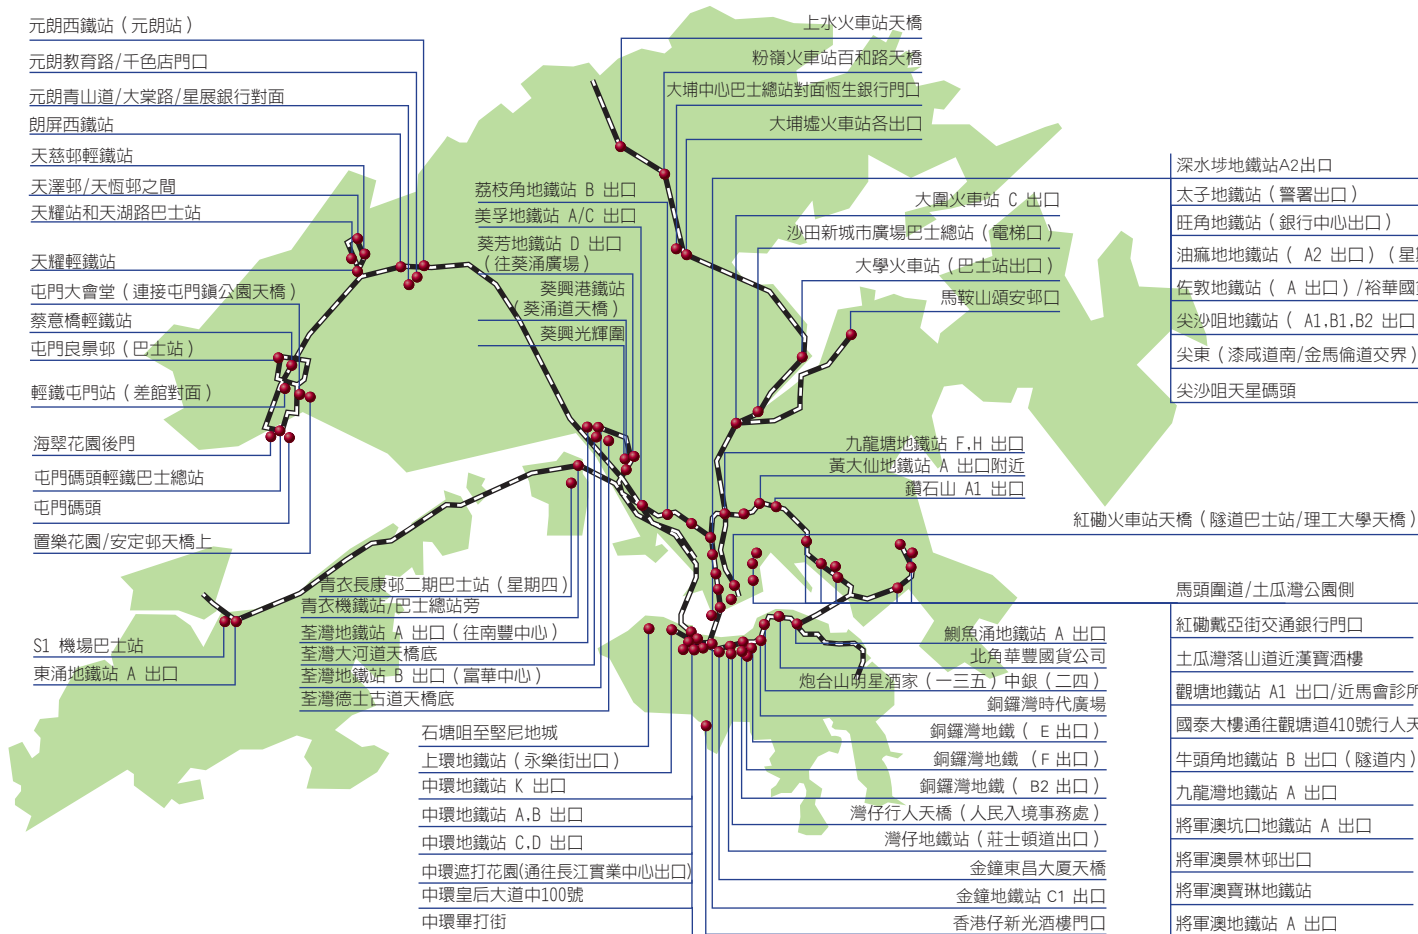 元朗西鐵站（元朗站）
元朗教育路/千色店門口
元朗青山道/大棠路/星展銀行對面
朗屏西鐵站
天慈邨輕鐵站
天澤邨/天恆邨之間
天耀站和天湖路巴士站
天耀輕鐵站
屯門大會堂（連接屯門鎮公園天橋）
蔡意橋輕鐵站
屯門良景邨（巴士站）
輕鐵屯門站（差館對面）
海翠花園後門
屯門碼頭輕鐵巴士總站
屯門碼頭
置樂花園/安定邨天橋上
S1 機場巴士站
東涌地鐵站 A 出口
上水火車站天橋
粉嶺火車站百和路天橋
大埔中心巴士總站對面恆生銀行門口
大埔墟火車站各出口
荔枝角地鐵站 B 出口
美孚地鐵站 A/C 出口
葵芳地鐵站 D 出口
（往葵涌廣場）
葵興港鐵站
（葵涌道天橋）
葵興光輝圍
大圍火車站 C 出口
沙田新城市廣場巴士總站（電梯口）
大學火車站（巴士站出口）
馬鞍山頌安邨口
九龍塘地鐵站 F,H 出口
黃大仙地鐵站 A 出口附近
鑽石山 A1 出口
紅磡火車站天橋（隧道巴士站/理工大學天橋）
深水埗地鐵站A2出口
太子地鐵站（警署出口）
旺角地鐵站（銀行中心出口）
油麻地地鐵站（ A2 出口）（星
佐敦地鐵站（ A 出口）/裕華國
尖沙咀地鐵站（ A1,B1,B2 出口
尖東（漆咸道南/金馬倫道交界）
尖沙咀天星碼頭
青衣長康邨二期巴士站（星期四）
青衣機鐵站/巴士總站旁
荃灣地鐵站 A 出口（往南豐中心）
荃灣大河道天橋底
荃灣地鐵站 B 出口（富華中心）
荃灣德士古道天橋底
石塘咀至堅尼地城
上環地鐵站（永樂街出口）
中環地鐵站 K 出口
中環地鐵站 A,B 出口
中環地鐵站 C,D 出口
中環遮打花園(通往長江實業中心出口)
中環皇后大道中100號
中環畢打街
鰂魚涌地鐵站 A 出口
北角華豐國貨公司
炮台山明星酒家（一三五）中銀（二四）
銅鑼灣時代廣場
銅鑼灣地鐵（ E 出口）
銅鑼灣地鐵（F 出口）
銅鑼灣地鐵（ B2 出口）
灣仔行人天橋（人民入境事務處）
灣仔地鐵站（莊士頓道出口）
金鐘東昌大厦天橋
金鐘地鐵站 C1 出口
香港仔新光酒樓門口
馬頭圍道/土瓜灣公園側
紅磡戴亞街交通銀行門口
土瓜灣落山道近漢寶酒樓
觀塘地鐵站 A1 出口/近馬會診所
國泰大樓通往觀塘道410號行人天
牛頭角地鐵站 B 出口（隧道内）
九龍灣地鐵站 A 出口
將軍澳坑口地鐵站 A 出口
將軍澳景林邨出口
將軍澳寶琳地鐵站
將軍澳地鐵站 A 出口